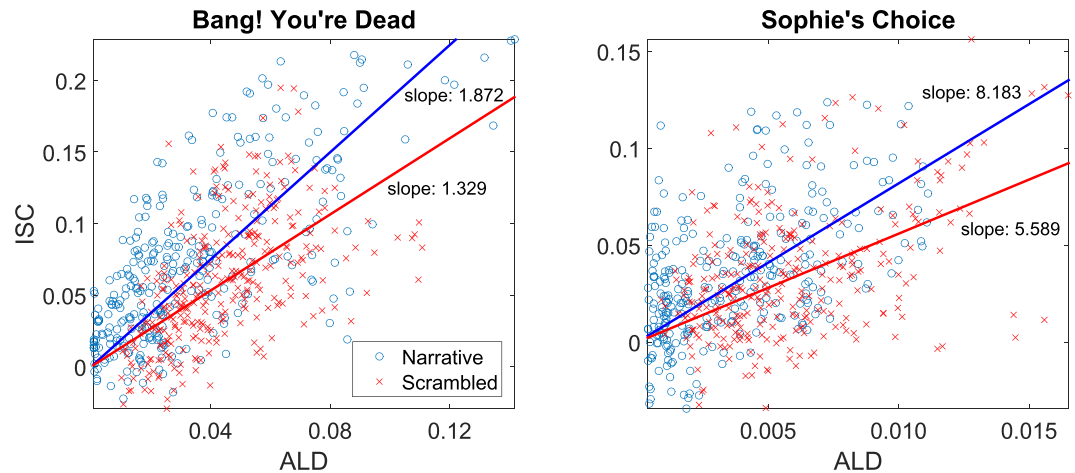 Bang! You're Dead
ISC
0.2
0.15
0.1
0.05
0
slope: 1.872
slope: 1.329
Narrative
Scrambled
0.04
0.08
0.12
ALD
Sophie's Choice
0.15
0.1
0.05
0
slope: 8.183
slope: 5.589
0.005
0.010
0.015
ALD